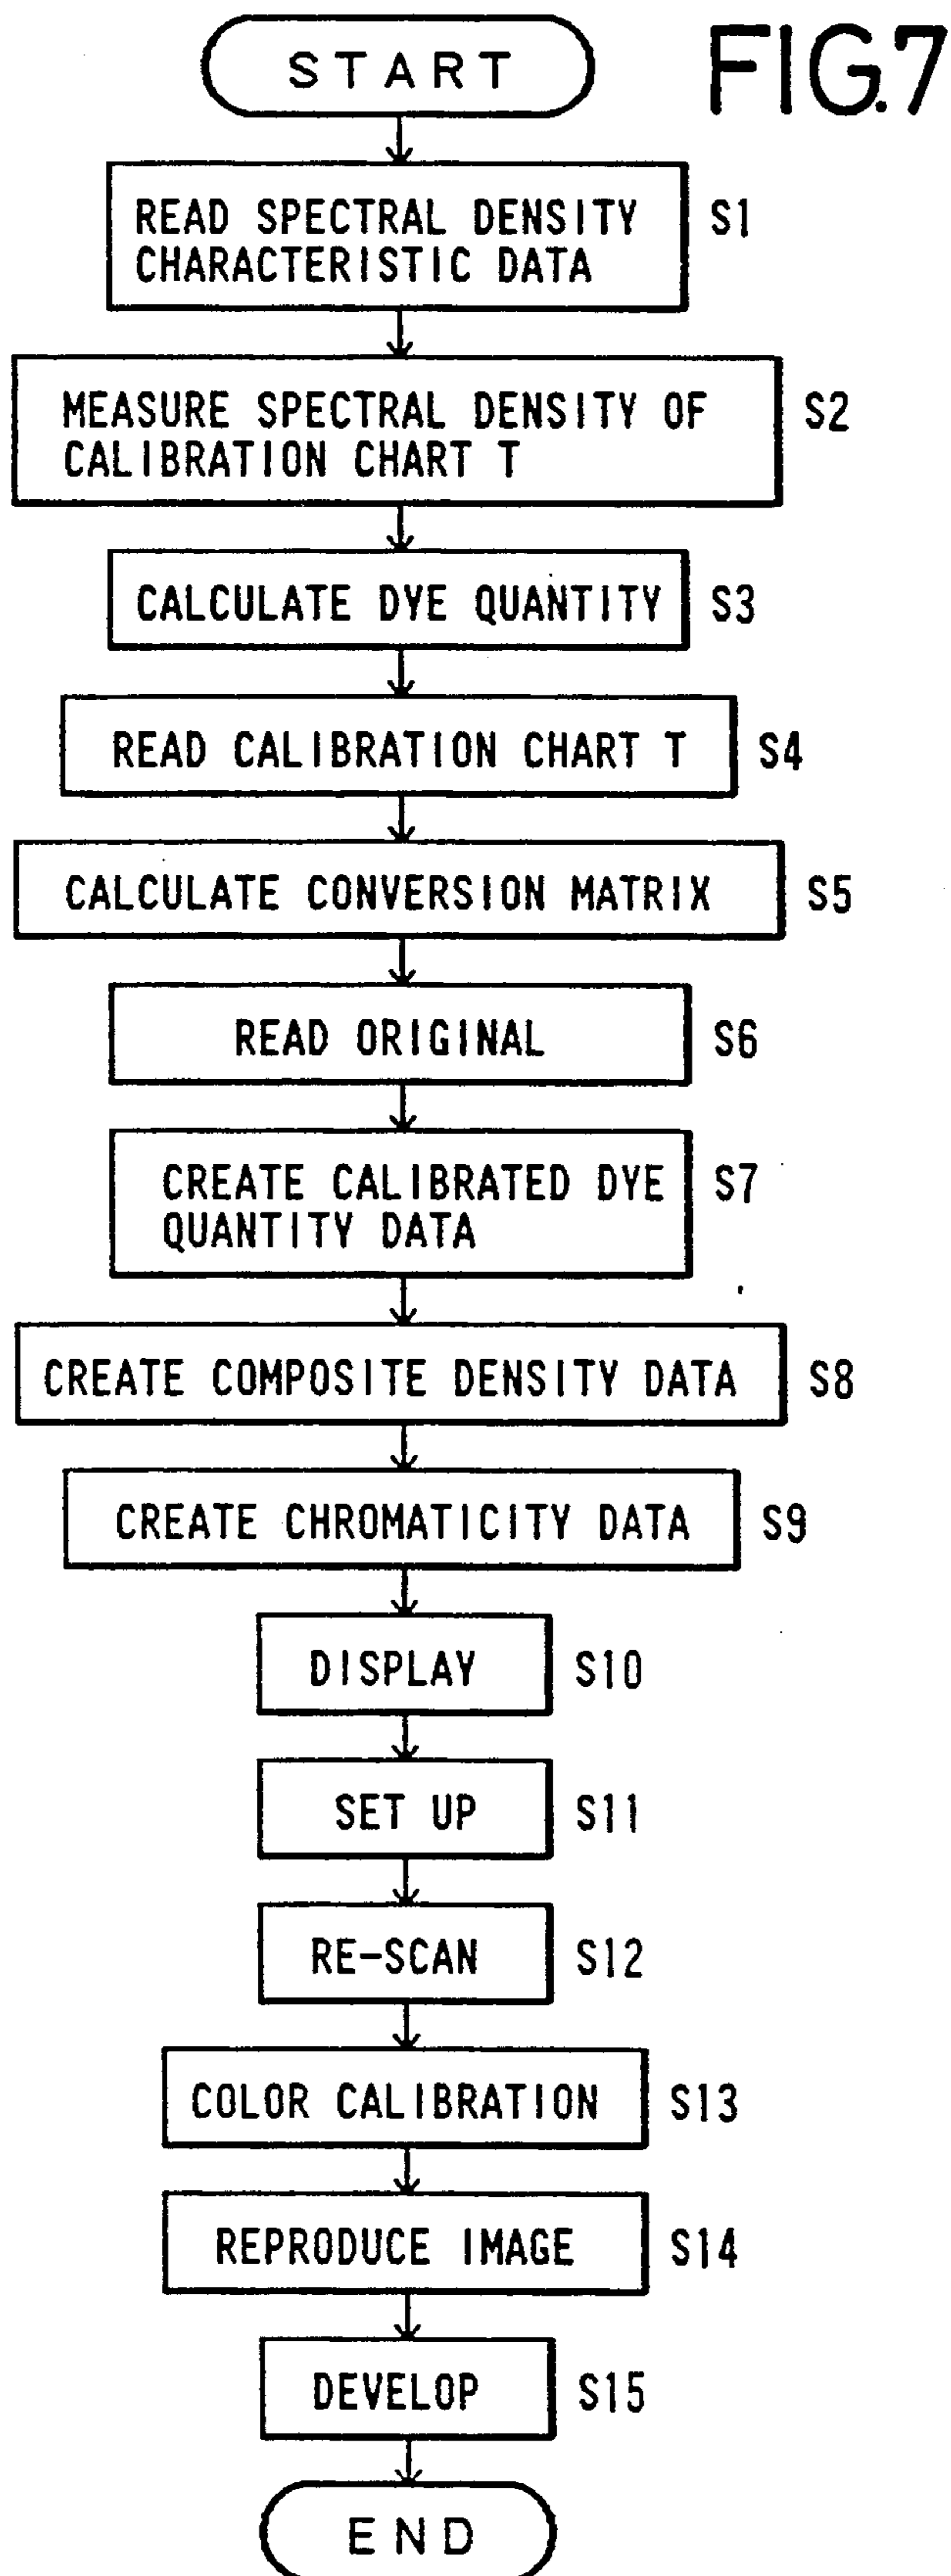 START
FIG.7
READ SPECTRAL DENSITY
CHARACTERISTIC DATA
S1
MEASURE SPECTRAL DENSITY OF
CALIBRATION CHART T
S2
CALCULATE DYE QUANTITY
S3
READ CALIBRATION CHART T
S4
CALCULATE CONVERSION MATRIX
S5
READ ORIGINAL
S6
CREATE CALIBRATED DYE
QUANTITY DATA
S7
CREATE COMPOSITE DENSITY DATA
S8
CREATE CHROMATICITY DATA
S9
DISPLAY
S10
SET UP
S11
RE-SCAN
S12
COLOR CALIBRATION
S13
REPRODUCE IMAGE
S14
DEVELOP
S15
END